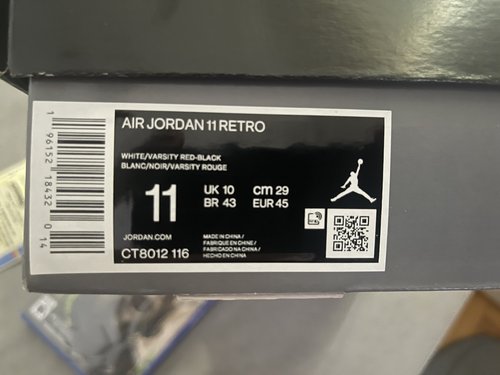 AIR JORDAN 11 RETRO
WHITE/VARSITY RED-BLACK
BLANC/NOIR/VARSITY ROUGE
11
UK 10 CM 29
BR 43 EUR 45
JORDAN.COM
CT8012 116
MADE IN CHINA /
FABRIQUE EN CHINE /
FABRICADO NA CHINA /
HECHO EN CHINA
1 96152 18432 0 14